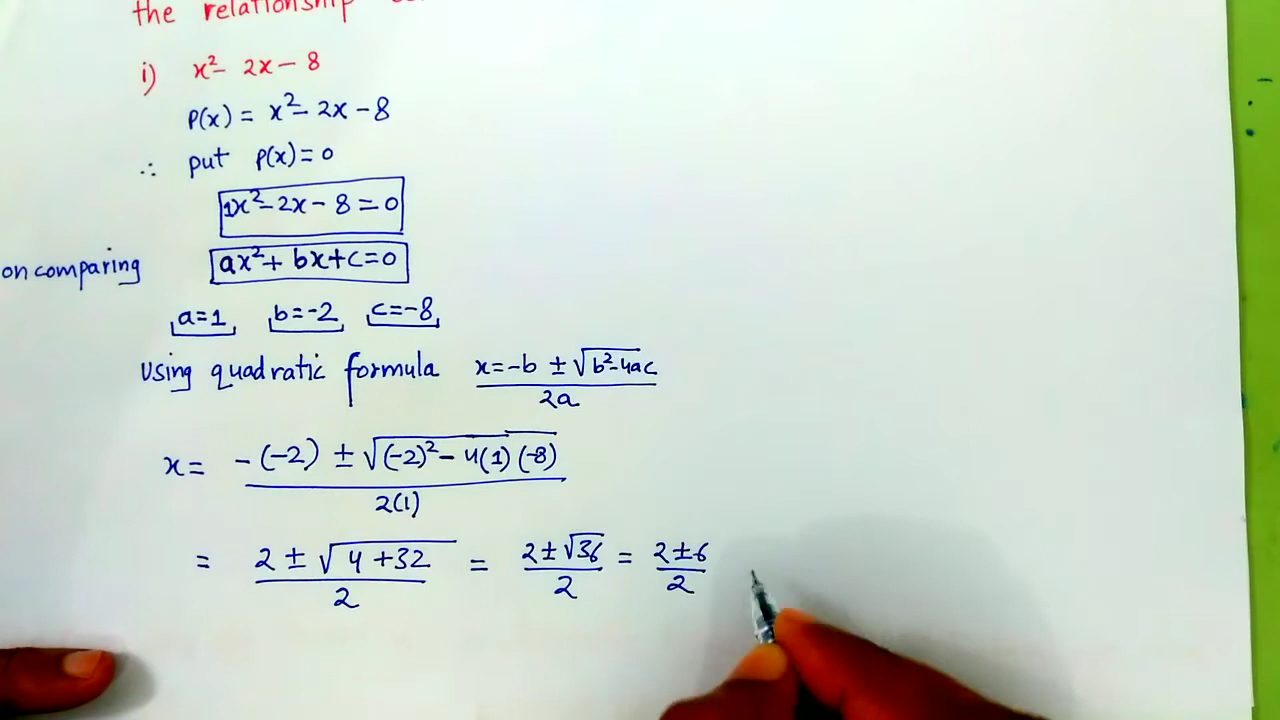 the relationship
i) x² - 2x - 8
P(x) = x² - 2x - 8
∴ put P(x) = 0
1x² - 2x - 8 = 0
on comparing ax² + bx + c = 0
a=1 b=-2 c=-8
Using quadratic formula x = -b ± √(b² - 4ac) / 2a
x = -(-2) ± √((-2)² - 4(1)(-8)) / 2(1)
= 2 ± √(4 + 32) / 2 = 2 ± √36 / 2 = 2 ± 6 / 2